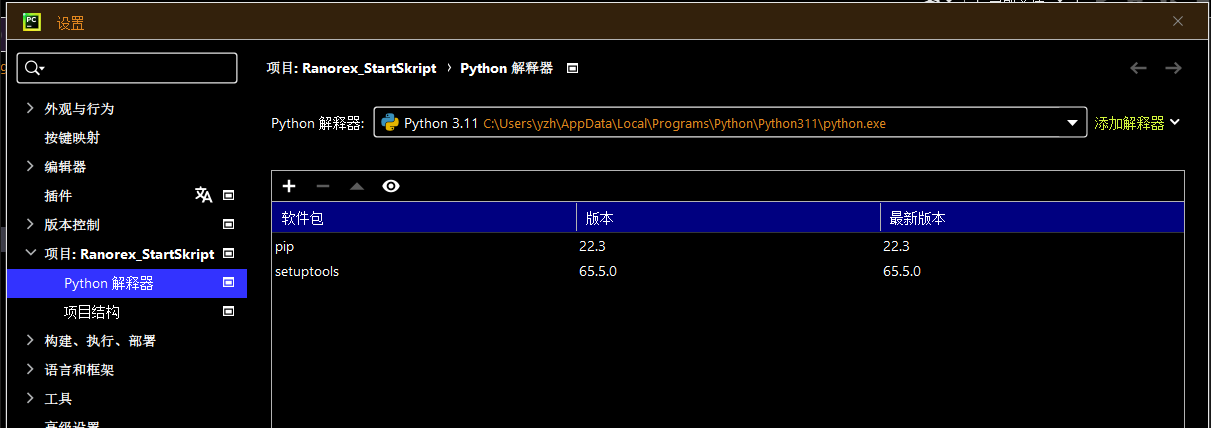 PC
设置
项目: Ranorex_StartSkript › Python 解释器
外观与行为
按键映射
编辑器
插件
版本控制
项目: Ranorex_StartSkript
Python 解释器
项目结构
构建、执行、部署
语言和框架
工具
高级设置
Python 解释器: Python 3.11 C:\Users\yzh\AppData\Local\Programs\Python\Python311\python.exe 添加解释器
软件包 版本 最新版本
pip 22.3 22.3
setuptools 65.5.0 65.5.0